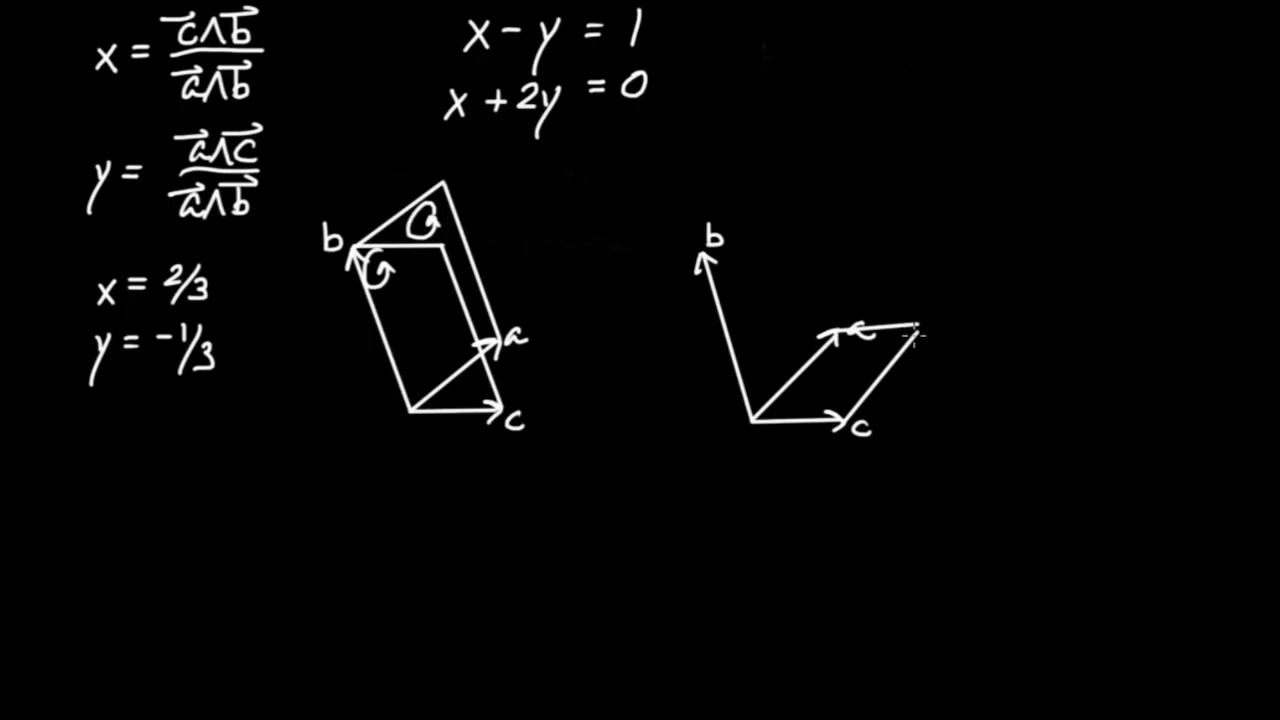 x = c⃗∧b⃗ / a⃗∧b⃗
y = a⃗∧c⃗ / a⃗∧b⃗
x = 2/3
y = -1/3
x - y = 1
x + 2y = 0
b
a
c
b
a
c